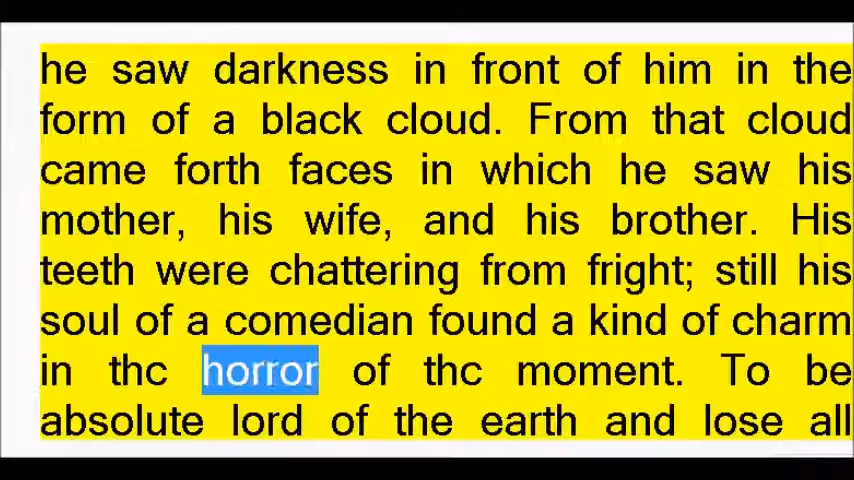 he saw darkness in front of him in the
form of a black cloud. From that cloud
came forth faces in which he saw his
mother, his wife, and his brother. His
teeth were chattering from fright; still his
soul of a comedian found a kind of charm
in thc horror of thc moment. To be
absolute lord of the earth and lose all